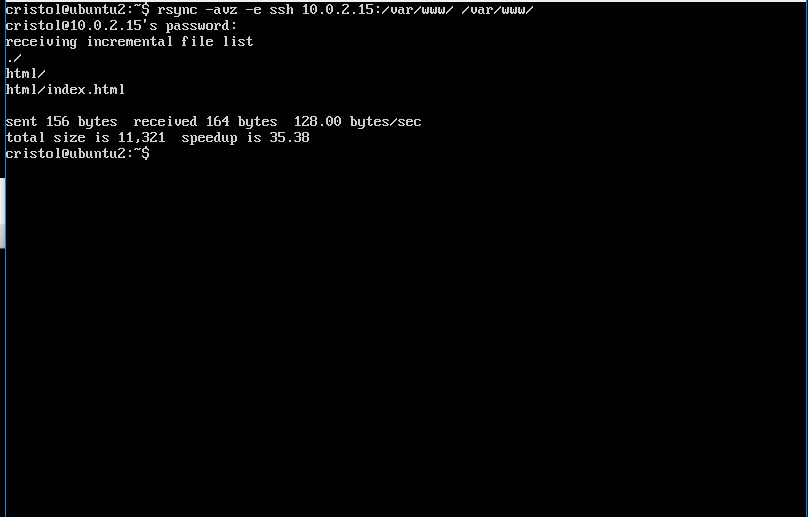 cristol@ubuntu2:~$ rsync -avz -e ssh 10.0.2.15:/var/www/ /var/www/
cristol@10.0.2.15's password:
receiving incremental file list
./
html/
html/index.html
sent 156 bytes  received 164 bytes  128.00 bytes/sec
total size is 11,321  speedup is 35.38
cristol@ubuntu2:~$